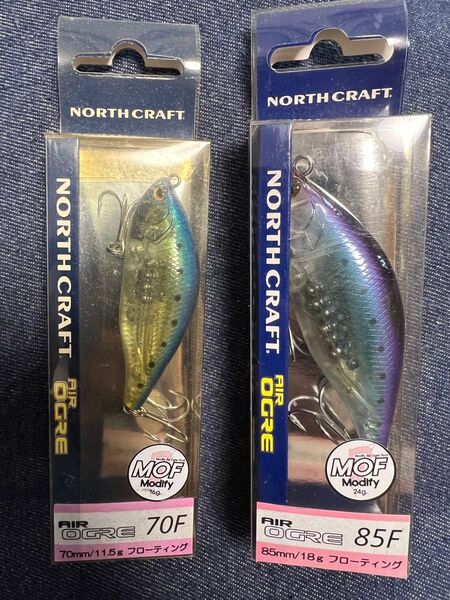 NORTH CRAFT
NORTH CRAFT
AIR OGRE
MOF
Modify
16g.
AIR OGRE 70F
70mm/11.5g フローティング
NORTH CRAFT
NORTH CRAFT
AIR OGRE
MOF
Modify
24g.
AIR OGRE 85F
85mm/18g フローティング